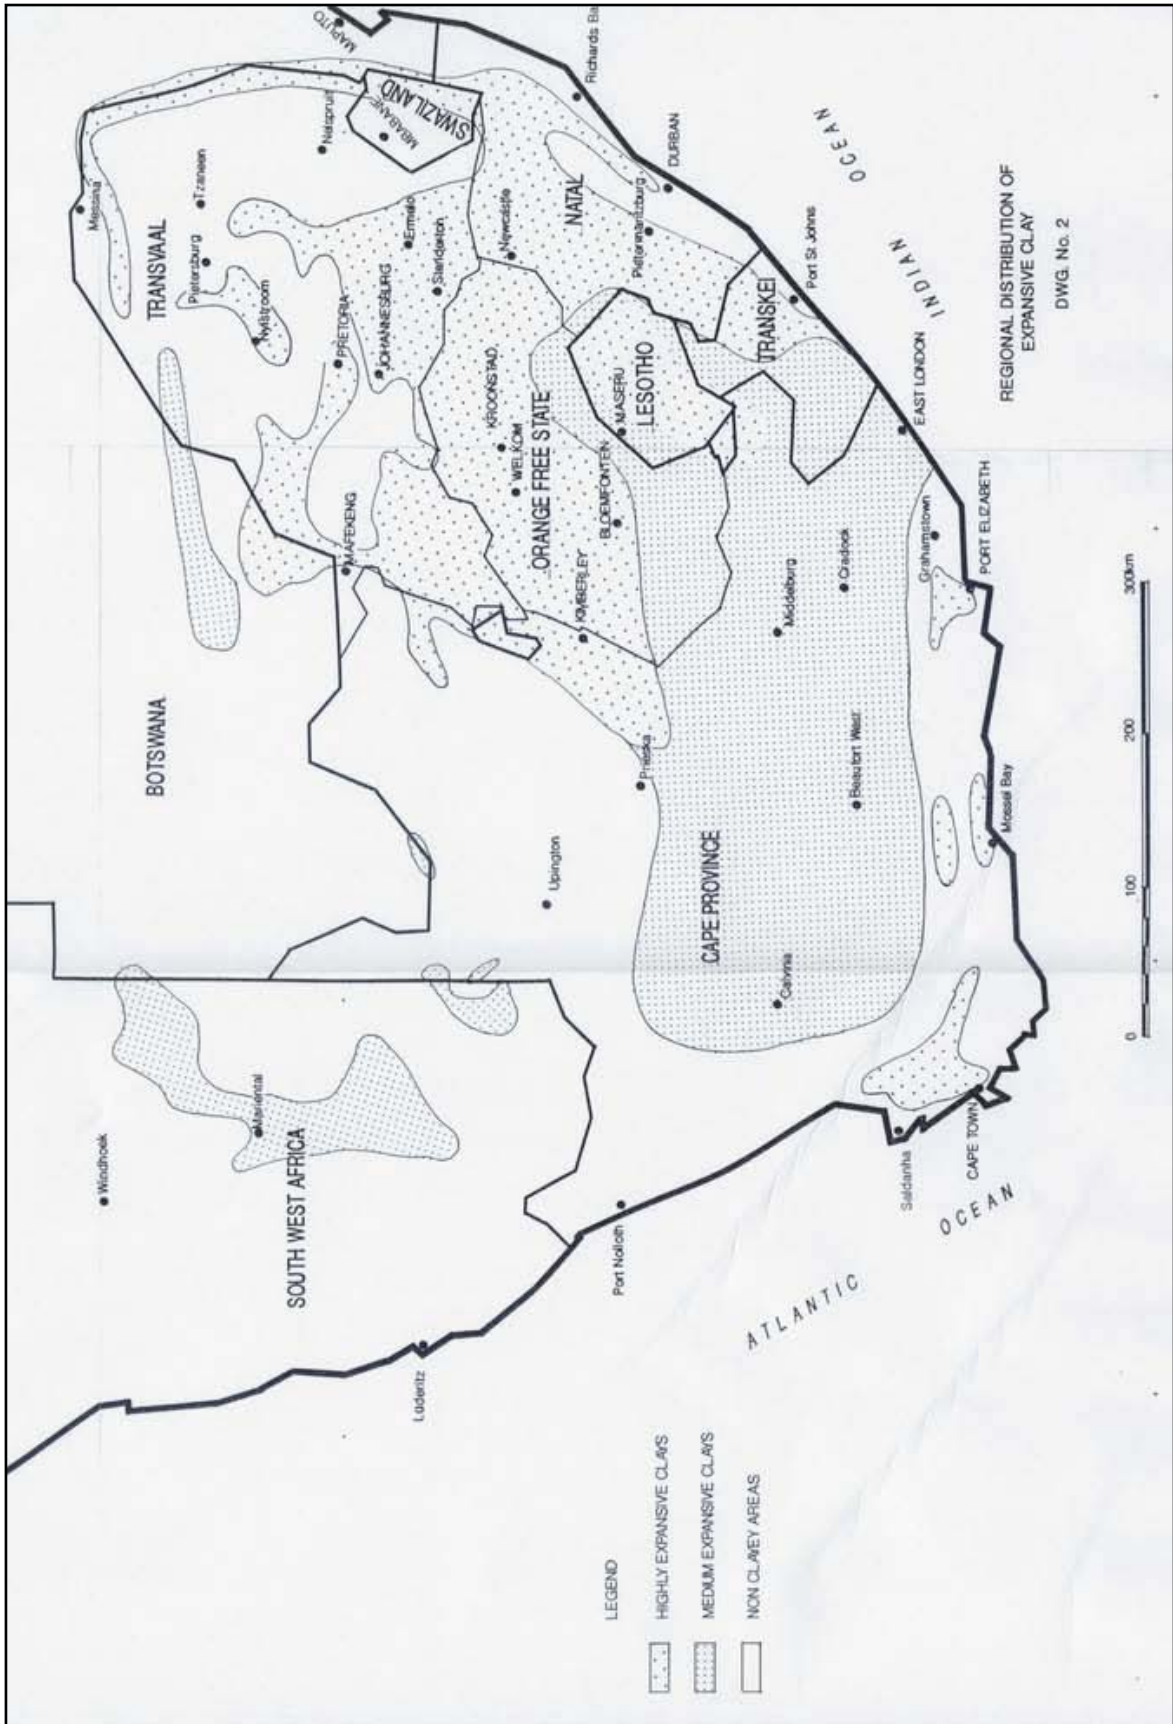 MAPUTO
Richards Ba
Messina
Tzaneen
Nelspruit
MBABANE
SWAZILAND
TRANSVAAL
Pietersburg
Nylstroom
Ermelo
Standerton
Newcastle
NATAL
DURBAN
Pietermaritzburg
PRETORIA
JOHANNESBURG
KROONSTAD
WELKOM
ORANGE FREE STATE
MASERU
LESOTHO
BLOEMFONTEIN
TRANSKEI
Port St Johns
INDIAN OCEAN
MAFEKENG
KIMBERLEY
EAST LONDON
Grahamstown
PORT ELIZABETH
Cradock
Middelburg
BOTSWANA
Prieska
Beaufort West
Mossel Bay
Upington
CAPE PROVINCE
Calvinia
Windhoek
Mariental
SOUTH WEST AFRICA
Saldanha
CAPE TOWN
Port Nolloth
ATLANTIC OCEAN
Luderitz
REGIONAL DISTRIBUTION OF
EXPANSIVE CLAY
DWG. No. 2
0 100 200 300km
LEGEND
HIGHLY EXPANSIVE CLAYS
MEDIUM EXPANSIVE CLAYS
NON CLAYEY AREAS